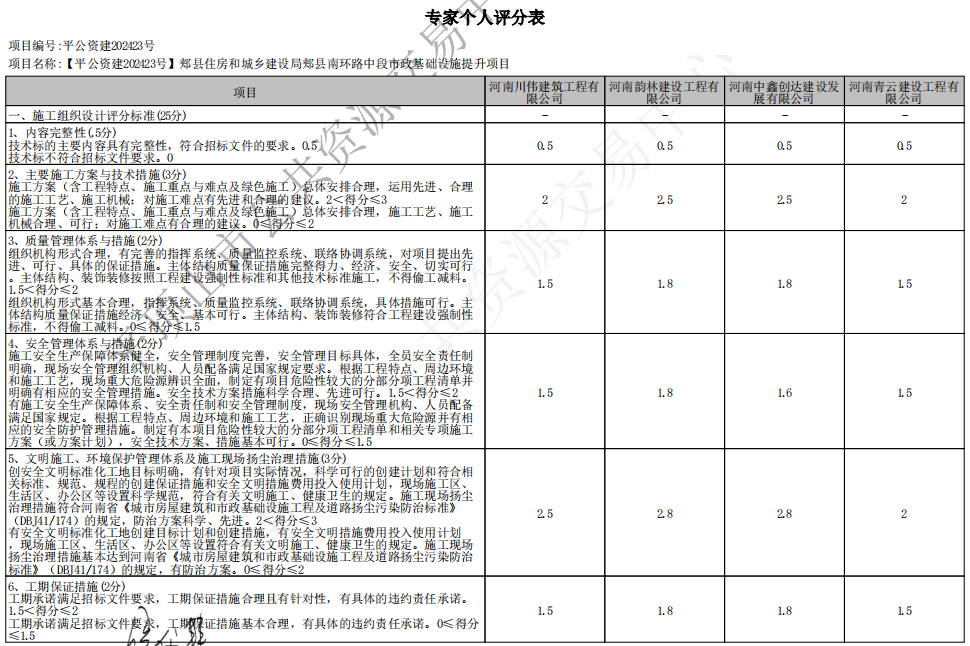 专家个人评分表
项目编号:平公资建202423号
项目名称:【平公资建202423号】郏县住房和城乡建设局郏县南环路中段市政基础设施提升项目
项目 河南川伟建筑工程有限公司 河南韵林建设工程有限公司 河南中鑫创达建设发展有限公司 河南青云建设工程有限公司
一、施工组织设计评分标准(25分) - - - -
1、内容完整性(.5分)
技术标的主要内容具有完整性,符合招标文件的要求。0.5
技术标不符合招标文件要求。0
0.5 0.5 0.5 0.5
2、主要施工方案与技术措施(3分)
施工方案(含工程特点、施工重点与难点及绿色施工)总体安排合理,运用先进、合理
的施工工艺、施工机械;对施工难点有先进和合理的建议。2<得分≤3
施工方案(含工程特点、施工重点与难点及绿色施工)总体安排合理,施工工艺、施工
机械合理、可行;对施工难点有合理的建议。0≤得分≤2
2 2.5 2.5 2
3、质量管理体系与措施(2分)
组织机构形式合理,有完善的指挥系统、质量监控系统、联络协调系统,对项目提出先
进、可行、具体的保证措施。主体结构质量保证措施完整得力、经济、安全、切实可行
。主体结构、装饰装修按照工程建设强制性标准和其他技术标准施工,不得偷工减料。
1.5<得分≤2
组织机构形式基本合理,指挥系统、质量监控系统、联络协调系统,具体措施可行。主
体结构质量保证措施经济、安全、基本可行。主体结构、装饰装修符合工程建设强制性
标准,不得偷工减料。0≤得分≤1.5
1.5 1.8 1.8 1.5
4、安全管理体系与措施(2分)
施工安全生产保障体系健全,安全管理制度完善,安全管理目标具体,全员安全责任制
明确,现场安全管理组织机构、人员配备满足国家规定要求。根据工程特点、周边环境
和施工工艺,现场重大危险源辨识全面,制定有项目危险性较大的分部分项工程清单并
明确有相应的安全管理措施。安全技术方案措施科学合理、先进可行。1.5<得分≤2
有施工安全生产保障体系、安全责任制和安全管理制度,现场安全管理机构、人员配备
满足国家规定。根据工程特点、周边环境和施工工艺,正确识别现场重大危险源并有相
应的安全防护管理措施。制定有本项目危险性较大的分部分项工程清单和相关专项施工
方案(或方案计划),安全技术方案、措施基本可行。0≤得分≤1.5
1.5 1.8 1.6 1.5
5、文明施工、环境保护管理体系及施工现场扬尘治理措施(3分)
创安全文明标准化工地目标明确,有针对项目实际情况,科学可行的创建计划和符合相
关标准、规范、规程的创建保证措施和安全文明措施费用投入使用计划,现场施工区、
生活区、办公区等设置科学规范,符合有关文明施工、健康卫生的规定。施工现场扬尘
治理措施符合河南省《城市房屋建筑和市政基础设施工程及道路扬尘污染防治标准》
(DBJ41/174)的规定,防治方案科学、先进。2<得分≤3
有安全文明标准化工地创建目标计划和创建措施,有安全文明措施费用投入使用计划
,现场施工区、生活区、办公区等设置符合有关文明施工、健康卫生的规定。施工现场
扬尘治理措施基本达到河南省《城市房屋建筑和市政基础设施工程及道路扬尘污染防治
标准》(DBJ41/174)的规定,有防治方案。0≤得分≤2
2.5 2.8 2.8 2
6、工期保证措施(2分)
工期承诺满足招标文件要求,工期保证措施合理且有针对性,有具体的违约责任承诺。
1.5<得分≤2
工期承诺满足招标文件要求,工期保证措施基本合理,有具体的违约责任承诺。0≤得分
≤1.5
1.5 1.8 1.8 1.5